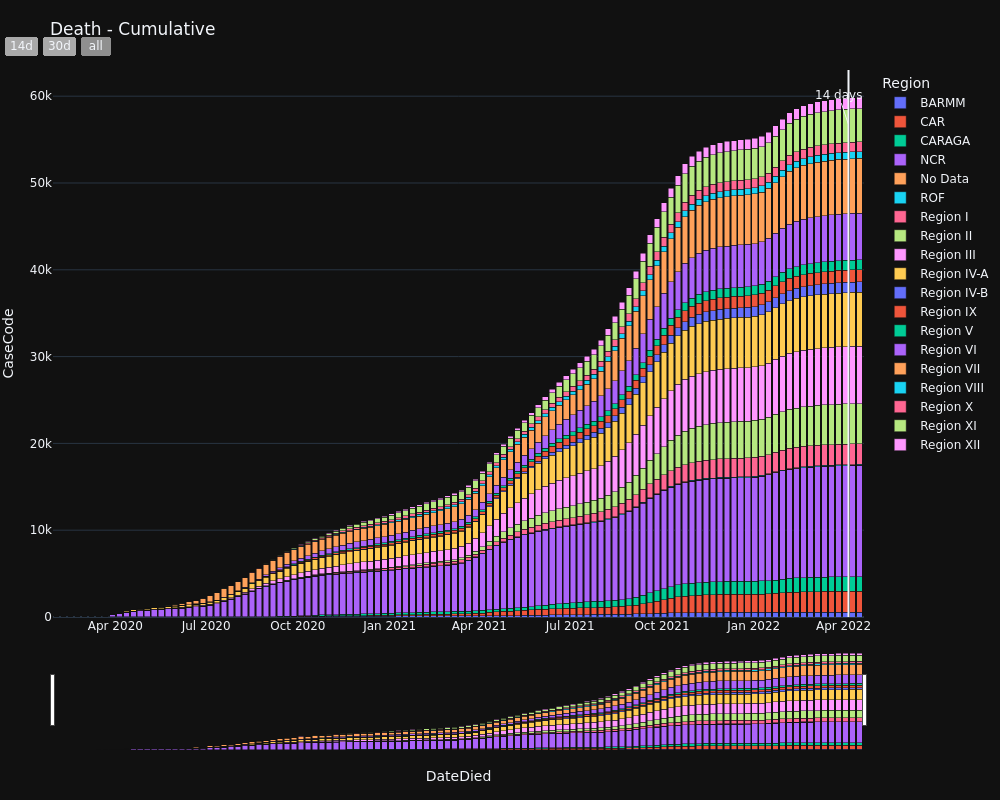 Death - Cumulative
14d
30d
all
14 days
60k
50k
40k
30k
20k
10k
0
CaseCode
Apr 2020
Jul 2020
Oct 2020
Jan 2021
Apr 2021
Jul 2021
Oct 2021
Jan 2022
Apr 2022
DateDied
Region
BARMM
CAR
CARAGA
NCR
No Data
ROF
Region I
Region II
Region III
Region IV-A
Region IV-B
Region IX
Region V
Region VI
Region VII
Region VIII
Region X
Region XI
Region XII